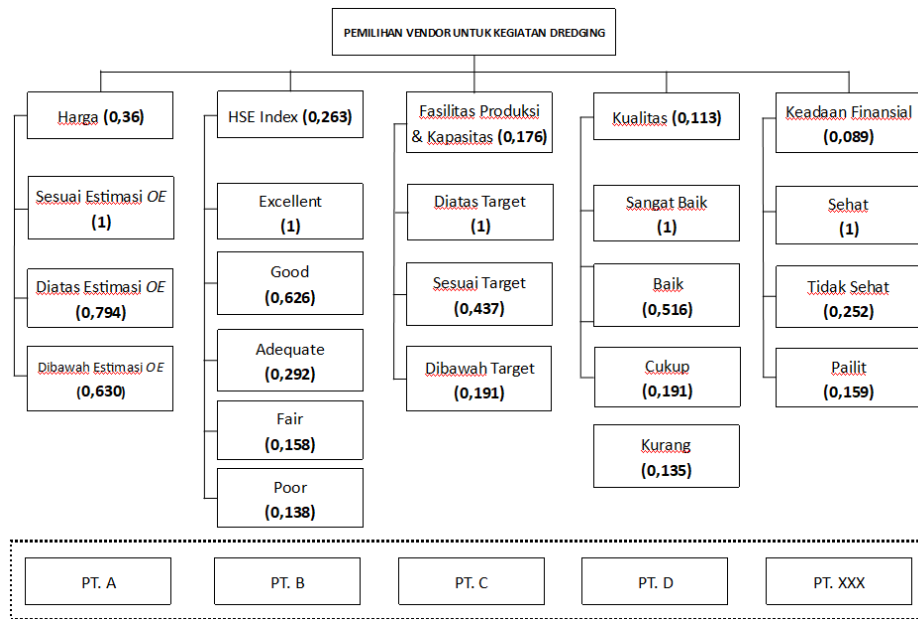 PEMILIHAN VENDOR UNTUK KEGIATAN DREDGING
Harga (0,36)
HSE Index (0,263)
Fasilitas Produksi
& Kapasitas (0,176)
Kualitas (0,113)
Keadaan Finansial
(0,089)
Sesuai Estimasi OE
(1)
Excellent
(1)
Diatas Target
(1)
Sangat Baik
(1)
Sehat
(1)
Diatas Estimasi OE
(0,794)
Good
(0,626)
Sesuai Target
(0,437)
Baik
(0,516)
Tidak Sehat
(0,252)
Dibawah Estimasi OE
(0,630)
Adequate
(0,292)
Dibawah Target
(0,191)
Cukup
(0,191)
Pailit
(0,159)
Fair
(0,158)
Kurang
(0,135)
Poor
(0,138)
PT. A
PT. B
PT. C
PT. D
PT. XXX